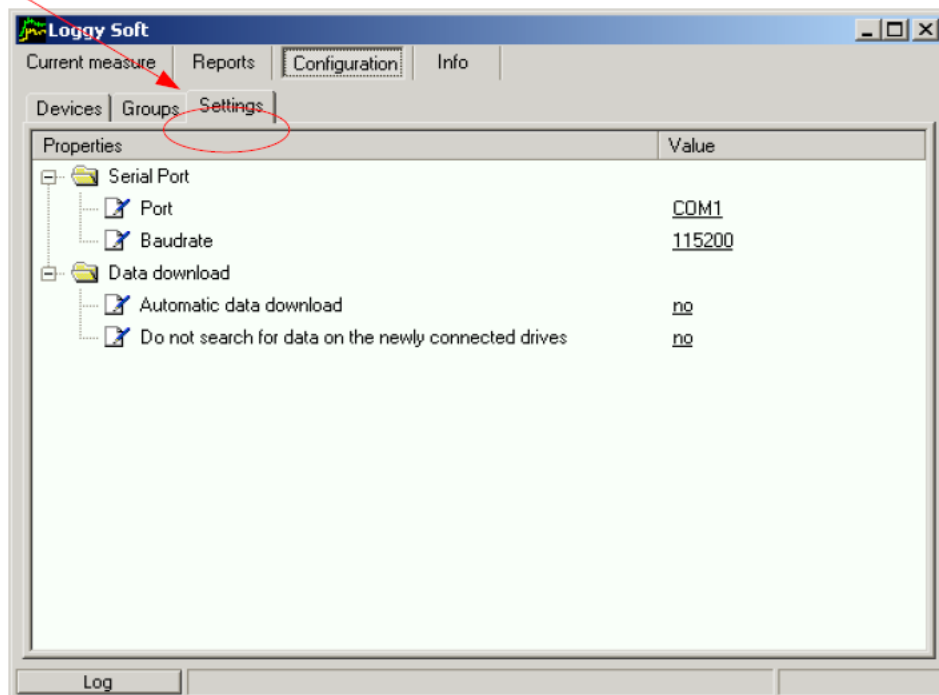 Loggy Soft
Current measure Reports Configuration Info
Devices Groups Settings
Properties Value
Serial Port
Port COM1
Baudrate 115200
Data download
Automatic data download no
Do not search for data on the newly connected drives no
Log